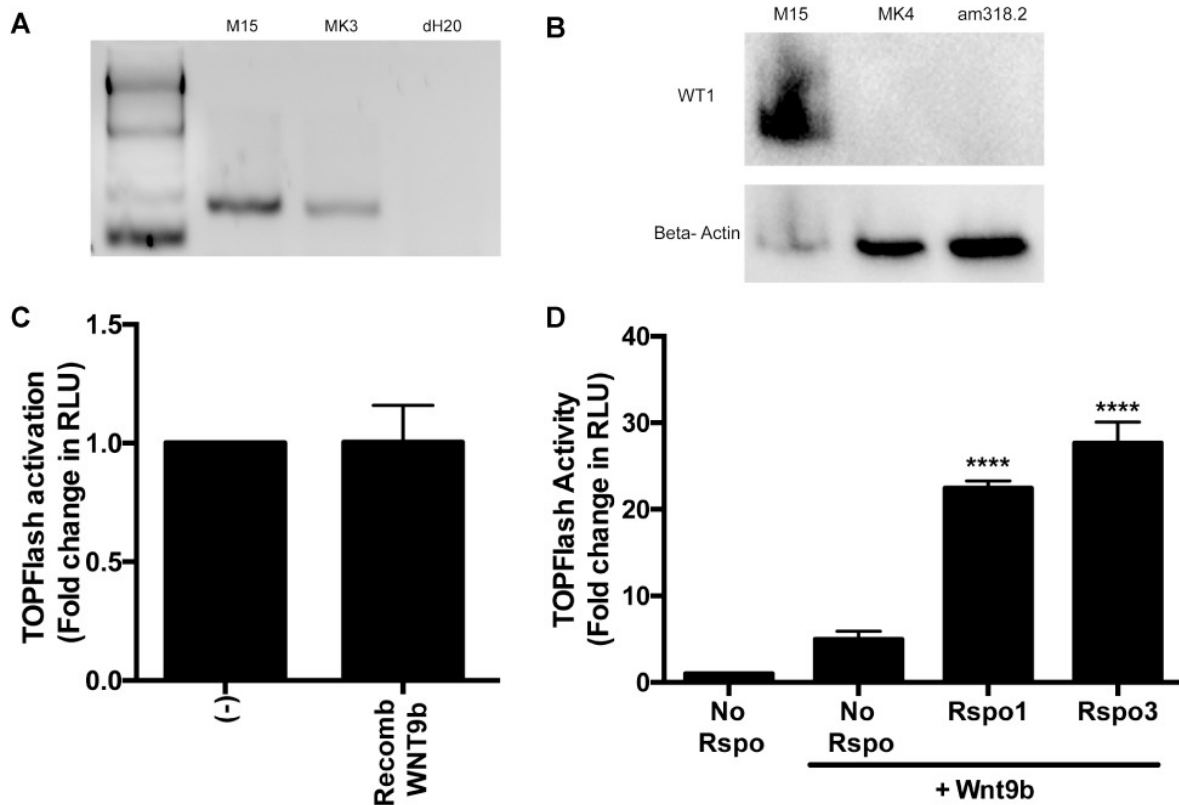 A
M15 MK3 dH20
B
M15 MK4 am318.2
WT1
Beta- Actin
C
TOPFlash activation
(Fold change in RLU)
1.5
1.0
0.5
0.0
(-)
Recomb
WNT9b
D
TOPFlash Activity
(Fold change in RLU)
40
30
20
10
0
****
****
No
Rspo
No
Rspo
Rspo1
Rspo3
+ Wnt9b